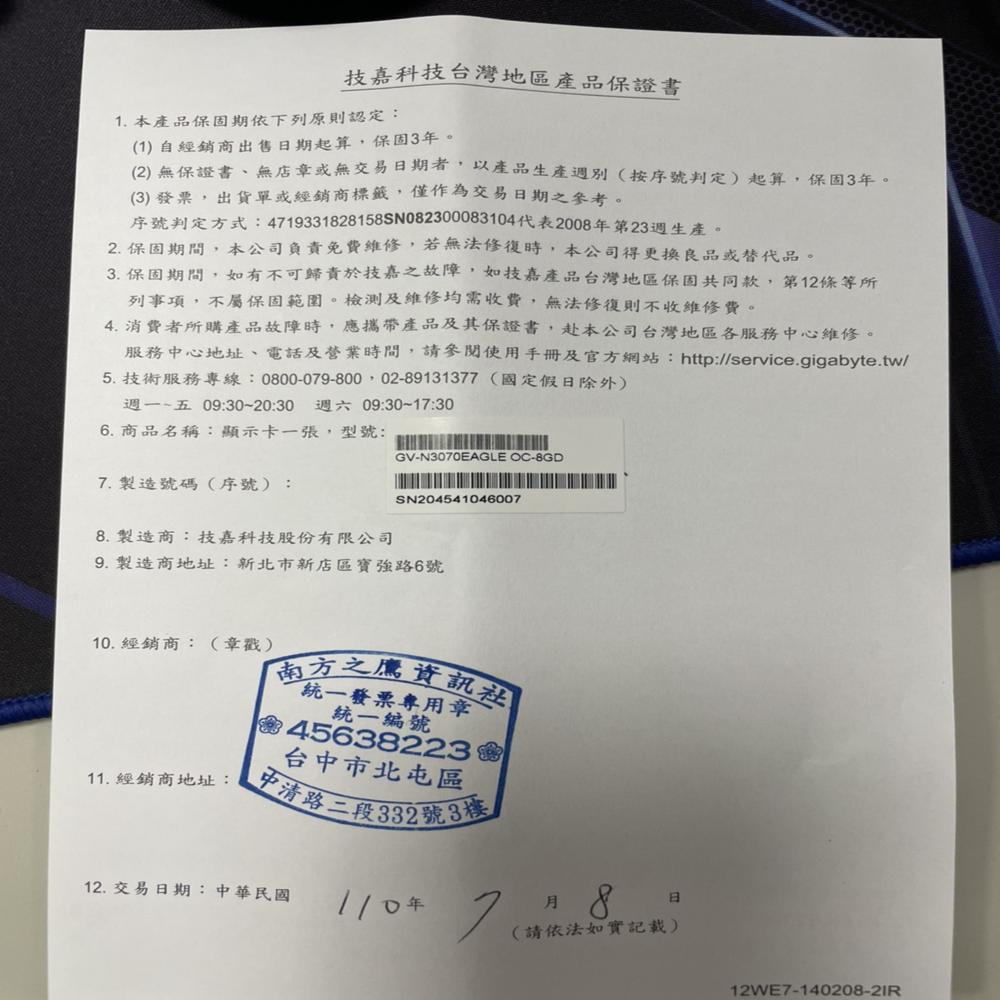 技嘉科技台灣地區產品保證書
1. 本產品保固期依下列原則認定：
(1) 自經銷商出售日期起算，保固3年。
(2) 無保證書、無店章或無交易日期者，以產品生產週別（按序號判定）起算，保固3年。
(3) 發票，出貨單或經銷商標籤，僅作為交易日期之參考。
序號判定方式：4719331828158SN082300083104代表2008年第23週生產。
2. 保固期間，本公司負責免費維修，若無法修復時，本公司得更換良品或替代品。
3. 保固期間，如有不可歸責於技嘉之故障，如技嘉產品台灣地區保固共同款，第12條等所
列事項，不屬保固範圍。檢測及維修均需收費，無法修復則不收維修費。
4. 消費者所購產品故障時，應攜帶產品及其保證書，赴本公司台灣地區各服務中心維修。
服務中心地址、電話及營業時間，請參閱使用手冊及官方網站：http://service.gigabyte.tw/
5. 技術服務專線：0800-079-800，02-89131377（國定假日除外）
週一~五 09:30~20:30 週六 09:30~17:30
6. 商品名稱：顯示卡一張，型號:
GV-N3070EAGLE OC-8GD
7. 製造號碼（序號）：
SN204541046007
8. 製造商：技嘉科技股份有限公司
9. 製造商地址：新北市新店區寶強路6號
10. 經銷商：（章戳）
南方之鷹資訊社
統一發票專用章
統一編號
45638223
台中市北屯區
11. 經銷商地址：
中清路二段332號3樓
12. 交易日期：中華民國 110年 7月 8日
（請依法如實記載）
12WE7-140208-2IR